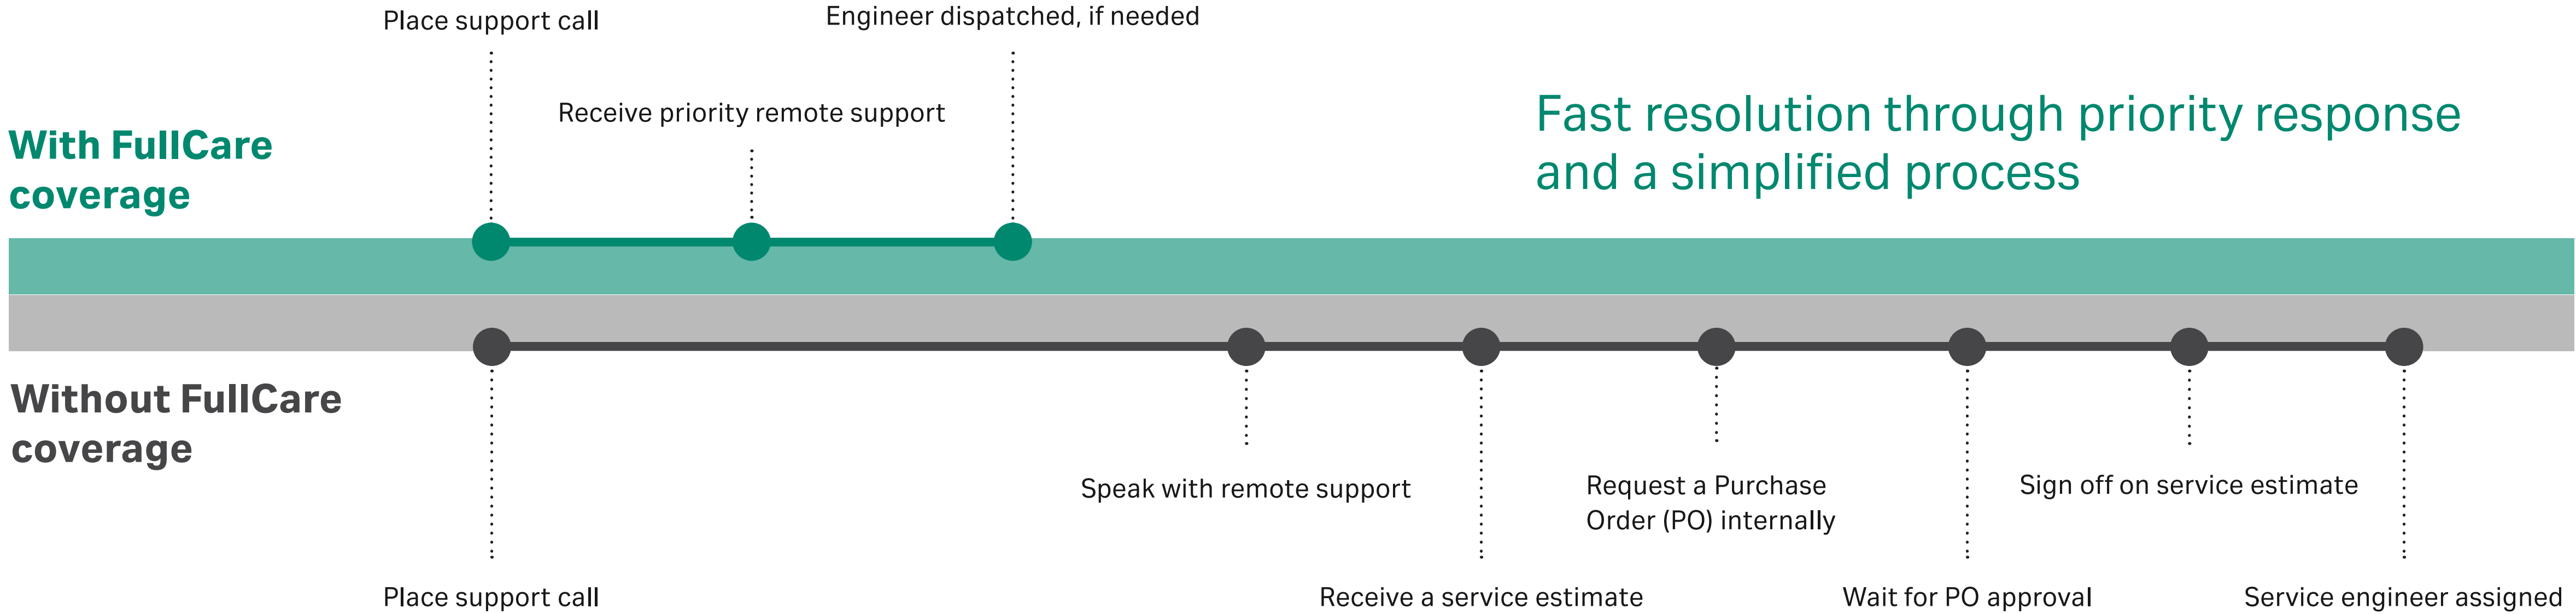 Place support call
Engineer dispatched, if needed
Receive priority remote support
With FullCare
coverage
Fast resolution through priority response
and a simplified process
Without FullCare
coverage
Speak with remote support
Request a Purchase
Order (PO) internally
Sign off on service estimate
Place support call
Receive a service estimate
Wait for PO approval
Service engineer assigned